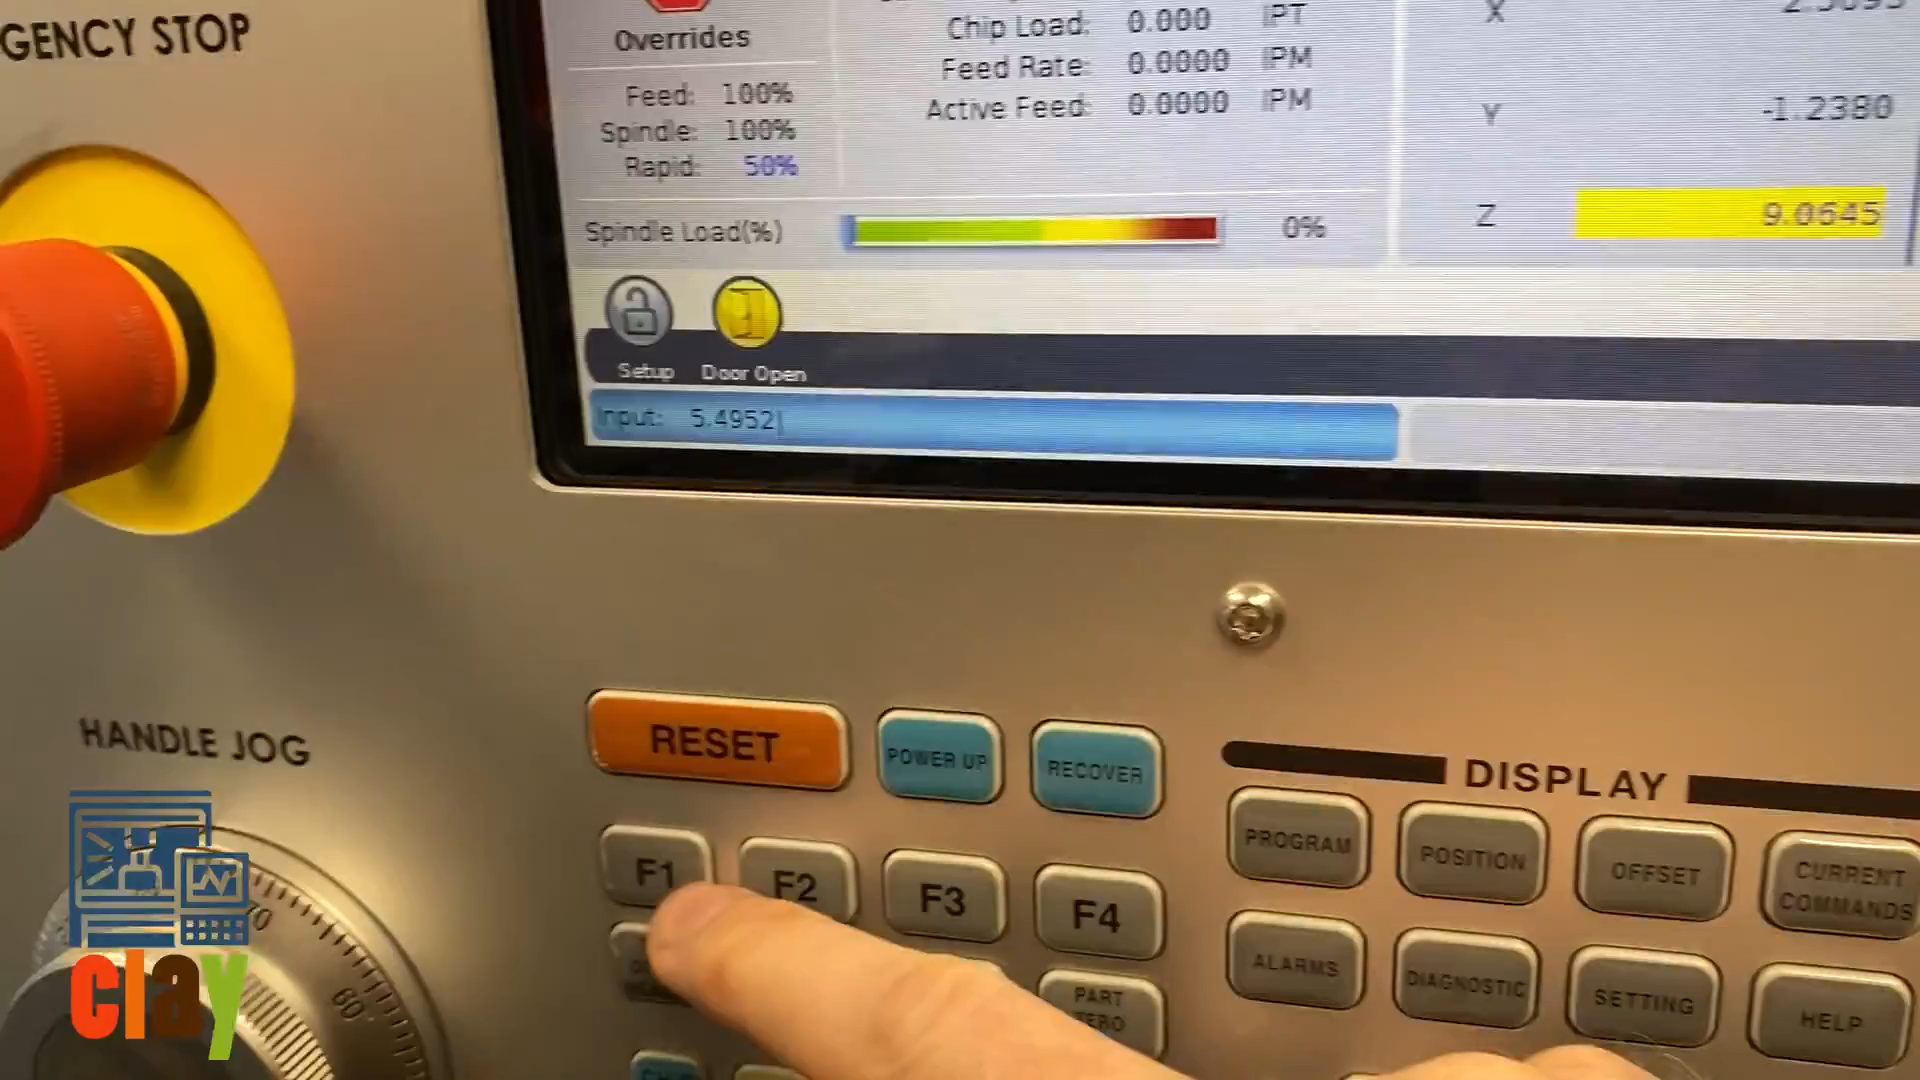 GENCY STOP
Overrides
Feed: 100%
Spindle: 100%
Rapid: 50%
Chip Load: 0.000 IPT
Feed Rate: 0.0000 IPM
Active Feed: 0.0000 IPM
Spindle Load(%) 0%
X
Y -1.2380
Z 9.0645
Setup
Door Open
Input: 5.4952
HANDLE JOG
70
60
RESET
POWER UP
RECOVER
F1
F2
F3
F4
PART
DISPLAY
PROGRAM
POSITION
OFFSET
CURRENT
COMMANDS
ALARMS
DIAGNOSTIC
SETTING
HELP
clay